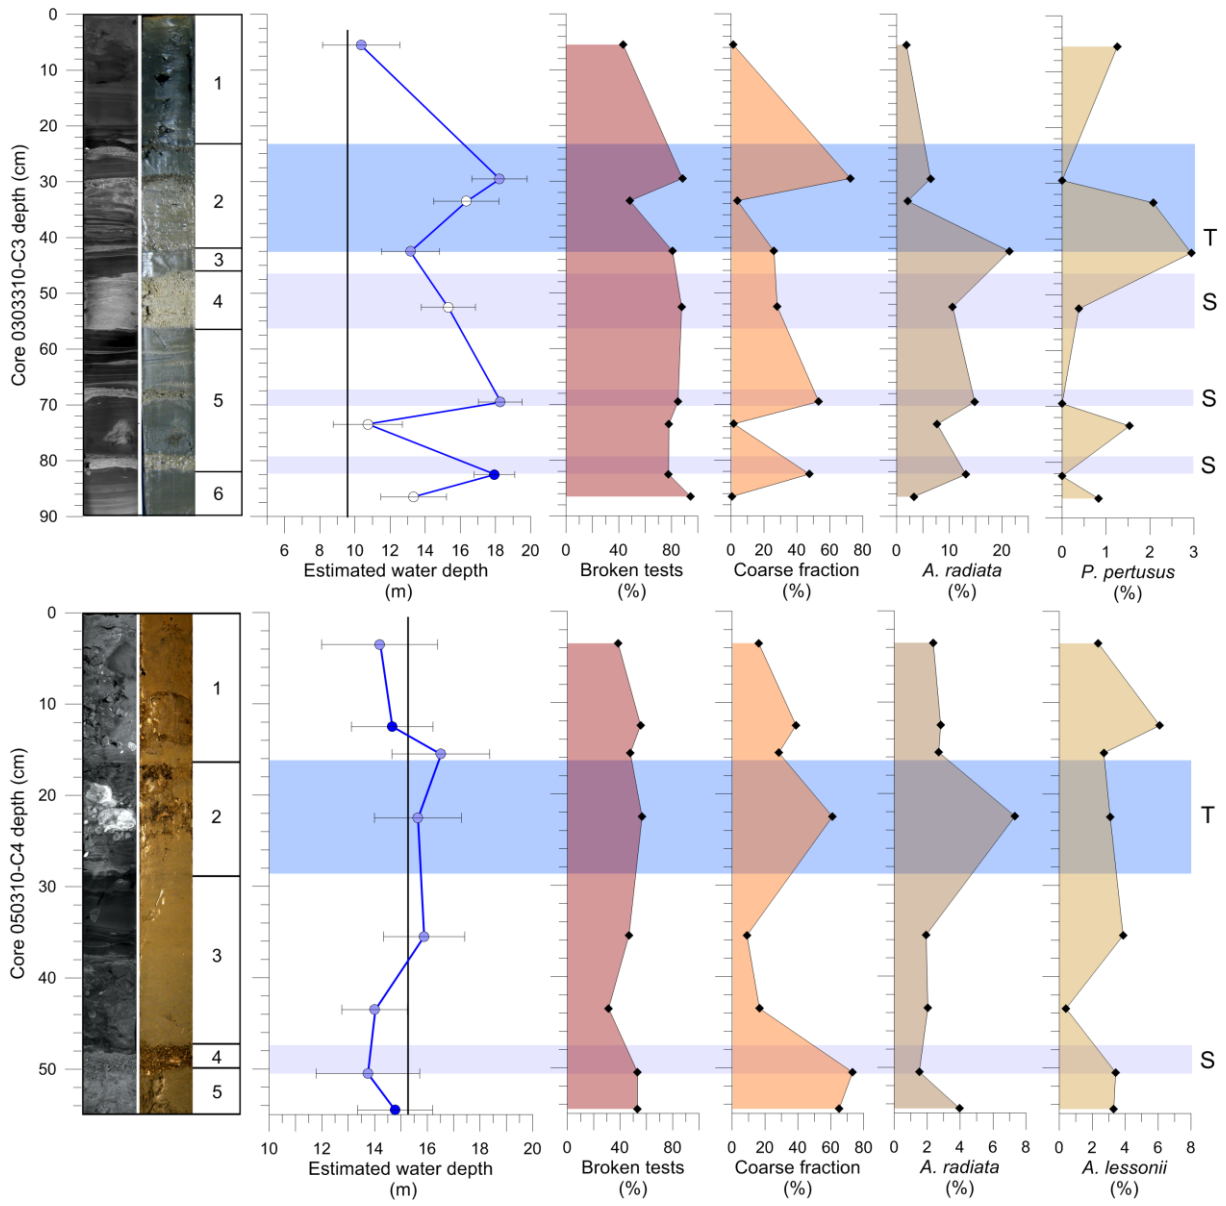 Core 0303310-C3 depth (cm)
0
10
20
30
40
50
60
70
80
90
1
2
3
4
5
6
T
S
S
S
6 8 10 12 14 16 18 20
0 40 80
0 20 40 60 80
0 10 20
0 1 2 3
Estimated water depth
(m)
Broken tests
(%)
Coarse fraction
(%)
A. radiata
(%)
P. pertusus
(%)
Core 050310-C4 depth (cm)
0
10
20
30
40
50
1
2
3
4
5
T
S
10 12 14 16 18 20
0 40 80
0 20 40 60 80
0 2 4 6 8
0 2 4 6 8
Estimated water depth
(m)
Broken tests
(%)
Coarse fraction
(%)
A. radiata
(%)
A. lessonii
(%)